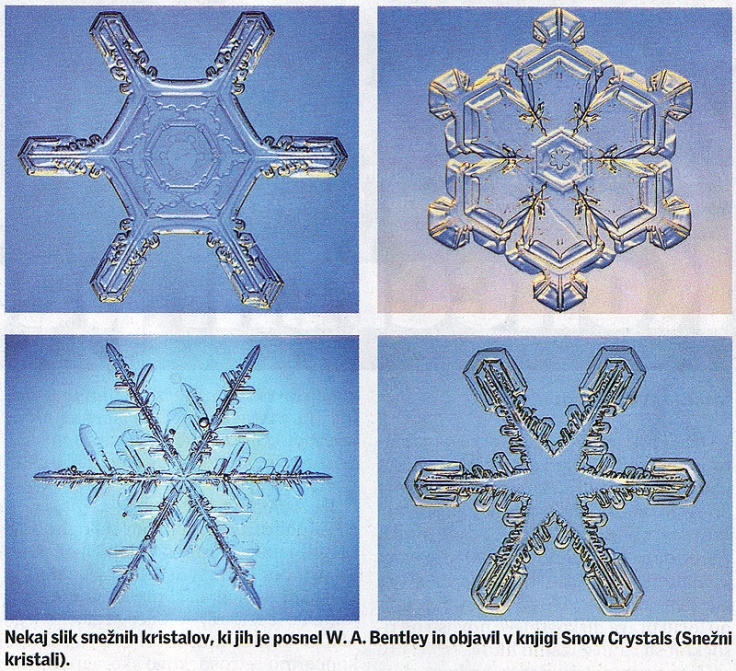 Nekaj slik snežnih kristalov, ki jih je posnel W. A. Bentley in objavil v knjigi Snow Crystals (Snežni
kristali).